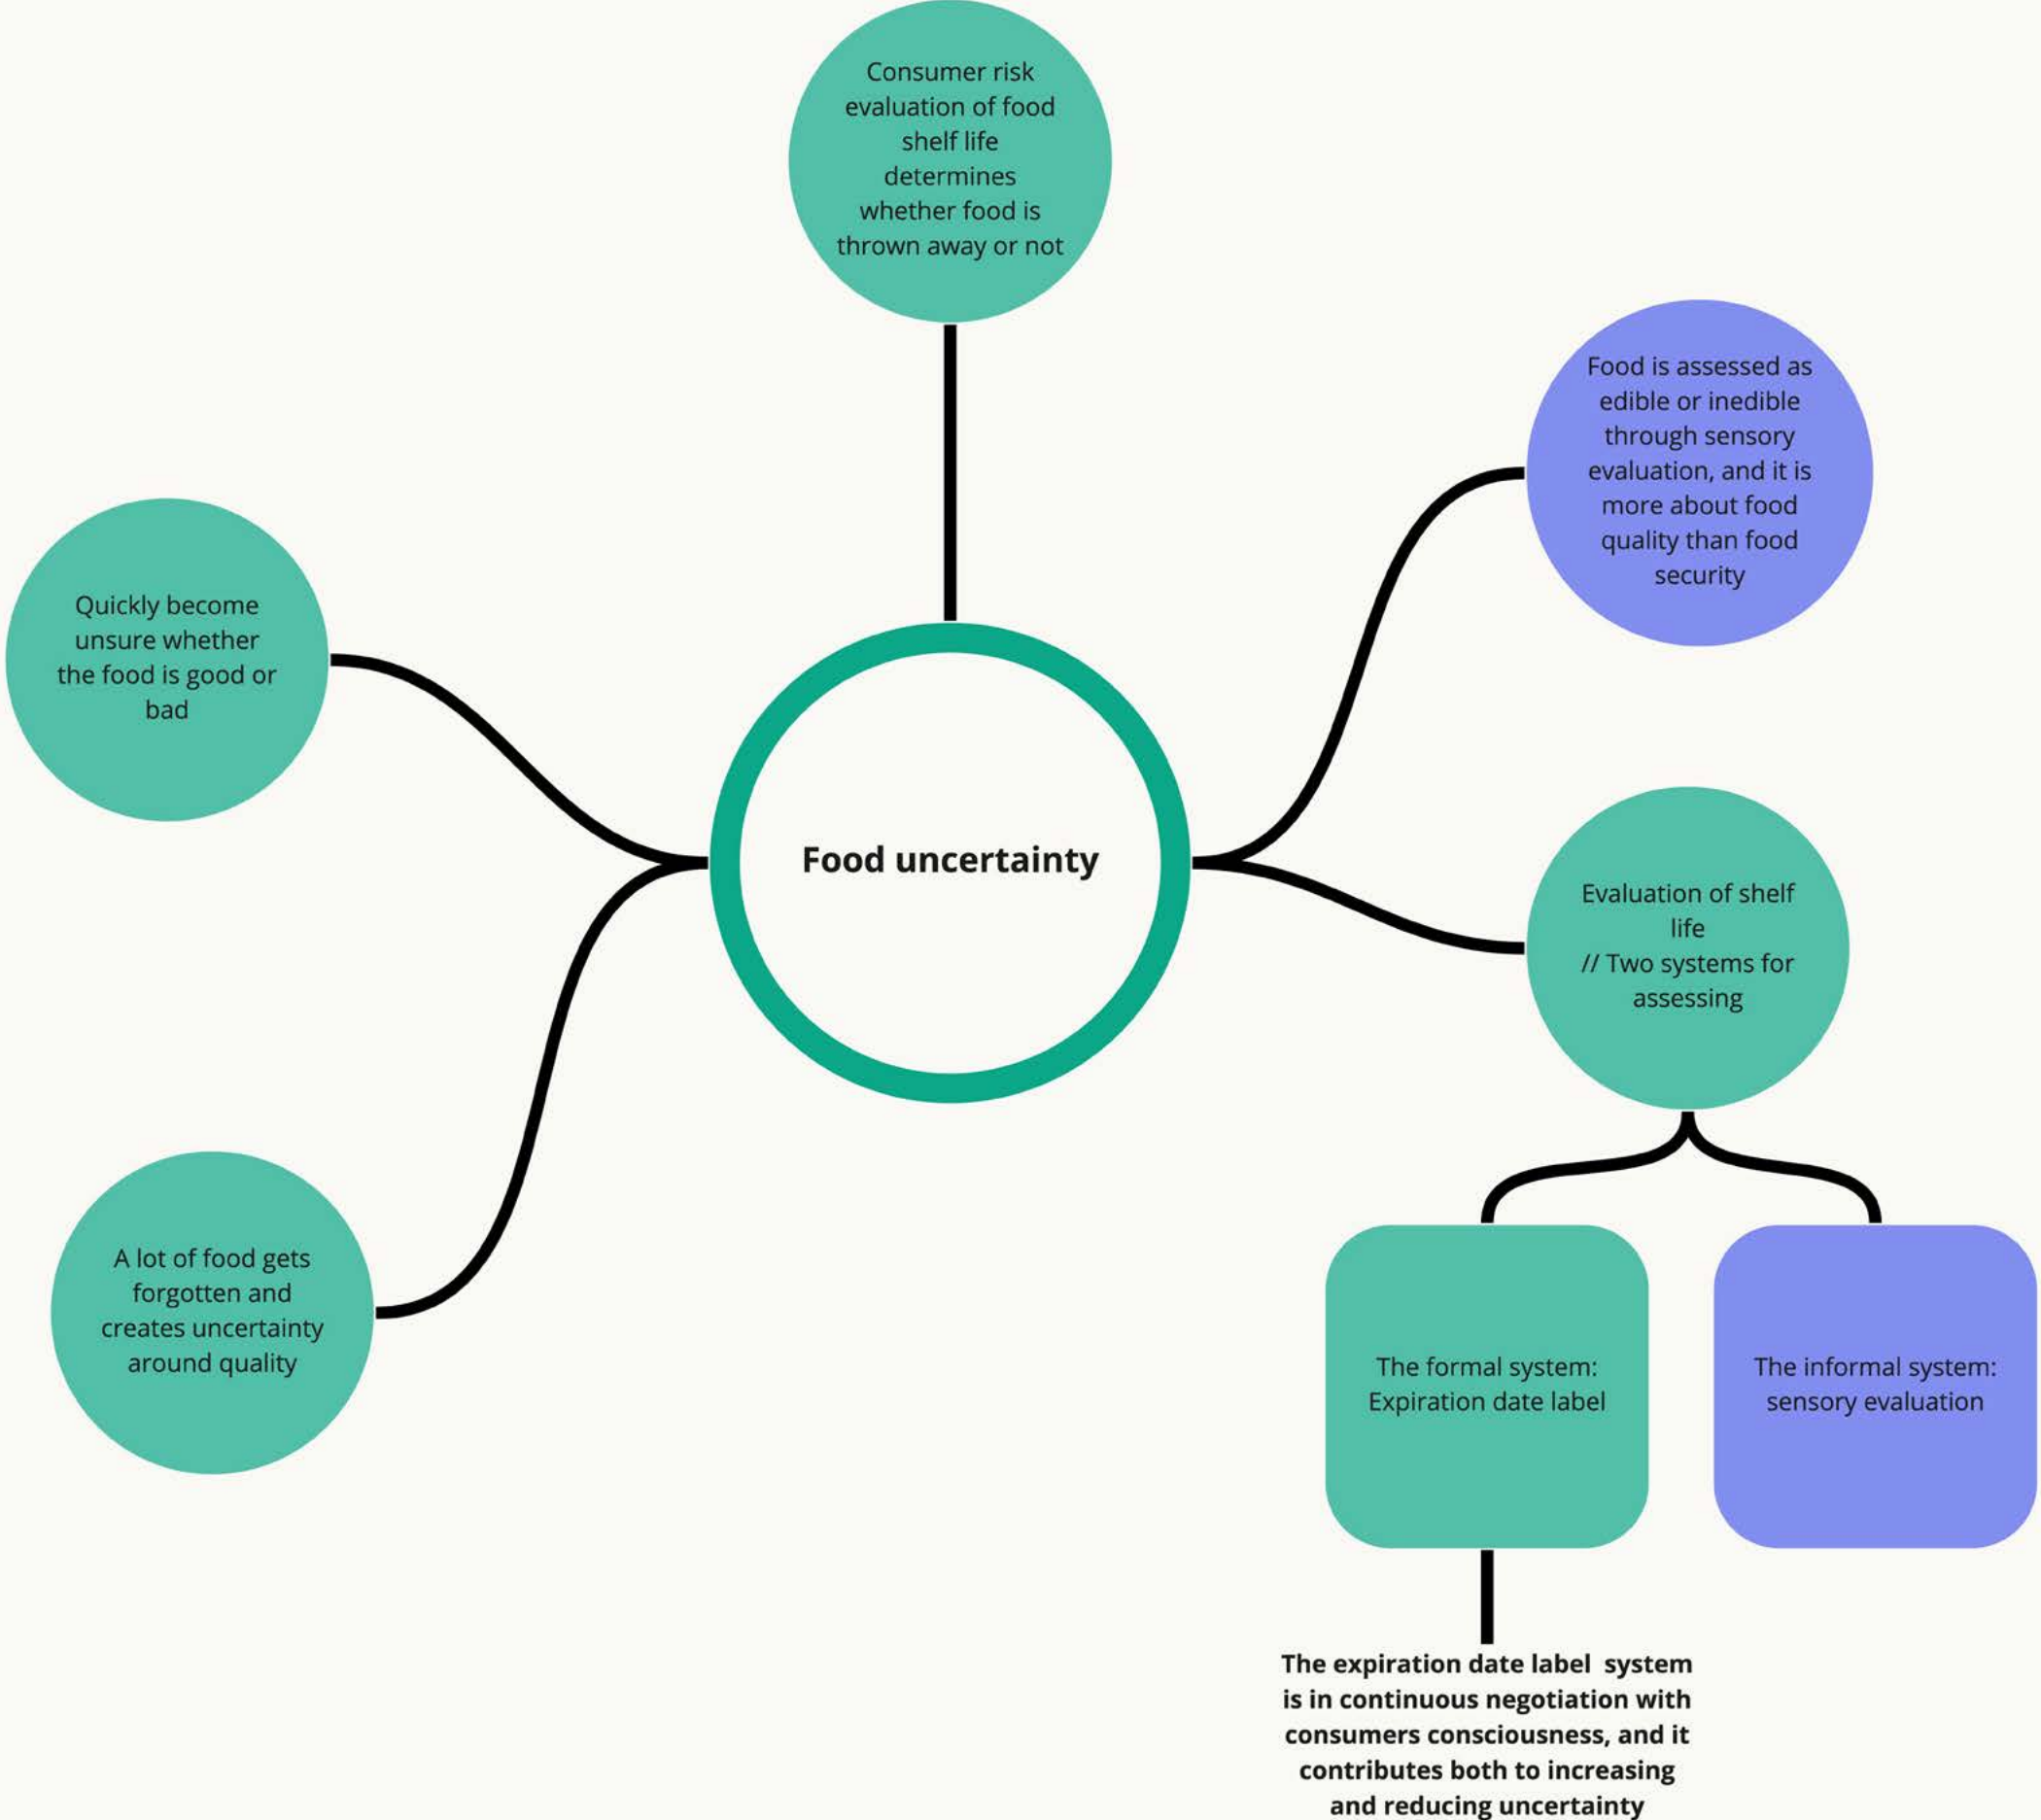 Consumer risk
evaluation of food
shelf life
determines
whether food is
thrown away or not
Food is assessed as
edible or inedible
through sensory
evaluation, and it is
more about food
quality than food
security
Quickly become
unsure whether
the food is good or
bad
Food uncertainty
Evaluation of shelf
life
// Two systems for
assessing
A lot of food gets
forgotten and
creates uncertainty
around quality
The formal system:
Expiration date label
The informal system:
sensory evaluation
The expiration date label system
is in continuous negotiation with
consumers consciousness, and it
contributes both to increasing
and reducing uncertainty